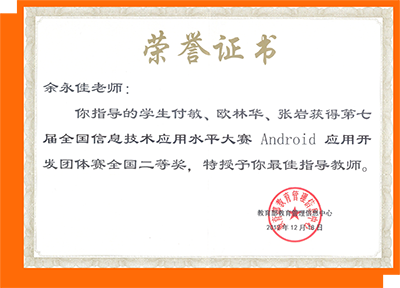 荣誉证书
余永佳老师：
你指导的学生付敏、欧林华、张岩获得第七
届全国信息技术应用水平大赛 Android 应用开
发团体赛全国二等奖，特授予你最佳指导教师。
教育部教育管理信息中心
2012年12月18日